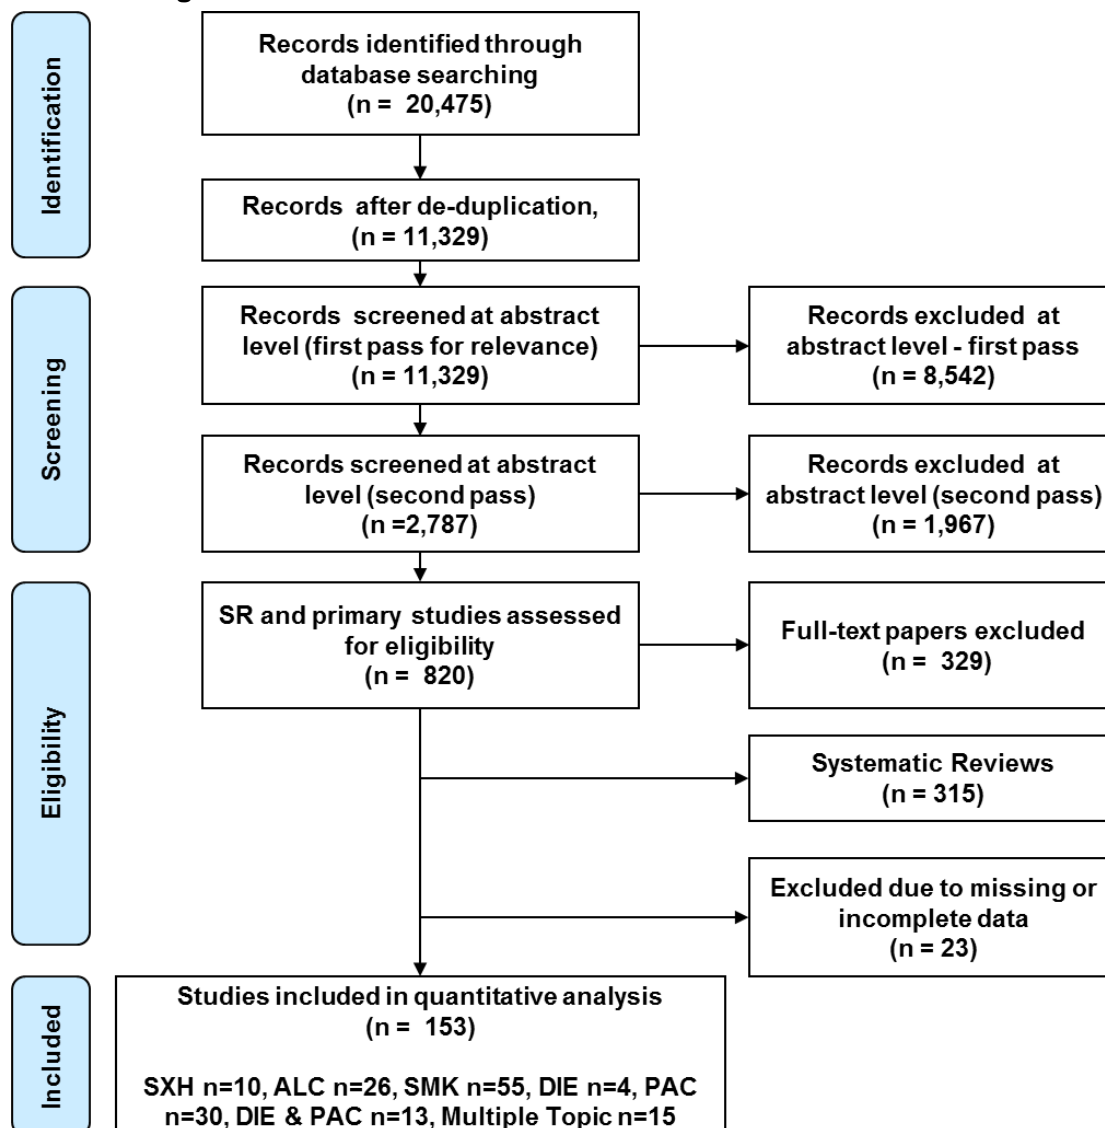 Identification
Records identified through
database searching
(n =  20,475)
Records  after de-duplication,
(n = 11,329)
Screening
Records  screened at abstract
level (first pass for relevance)
(n = 11,329)
Records excluded  at
abstract level - first pass
(n = 8,542)
Records screened at abstract
level (second pass)
(n =2,787)
Records excluded  at
abstract level (second pass)
(n = 1,967)
Eligibility
SR and primary studies assessed
for eligibility
(n =  820)
Full-text papers excluded
(n =  329)
Systematic Reviews
(n = 315)
Excluded due to missing or
incomplete data
(n = 23)
Included
Studies included in quantitative analysis
(n =  153)
SXH n=10, ALC n=26, SMK n=55, DIE n=4, PAC
n=30, DIE & PAC n=13, Multiple Topic n=15